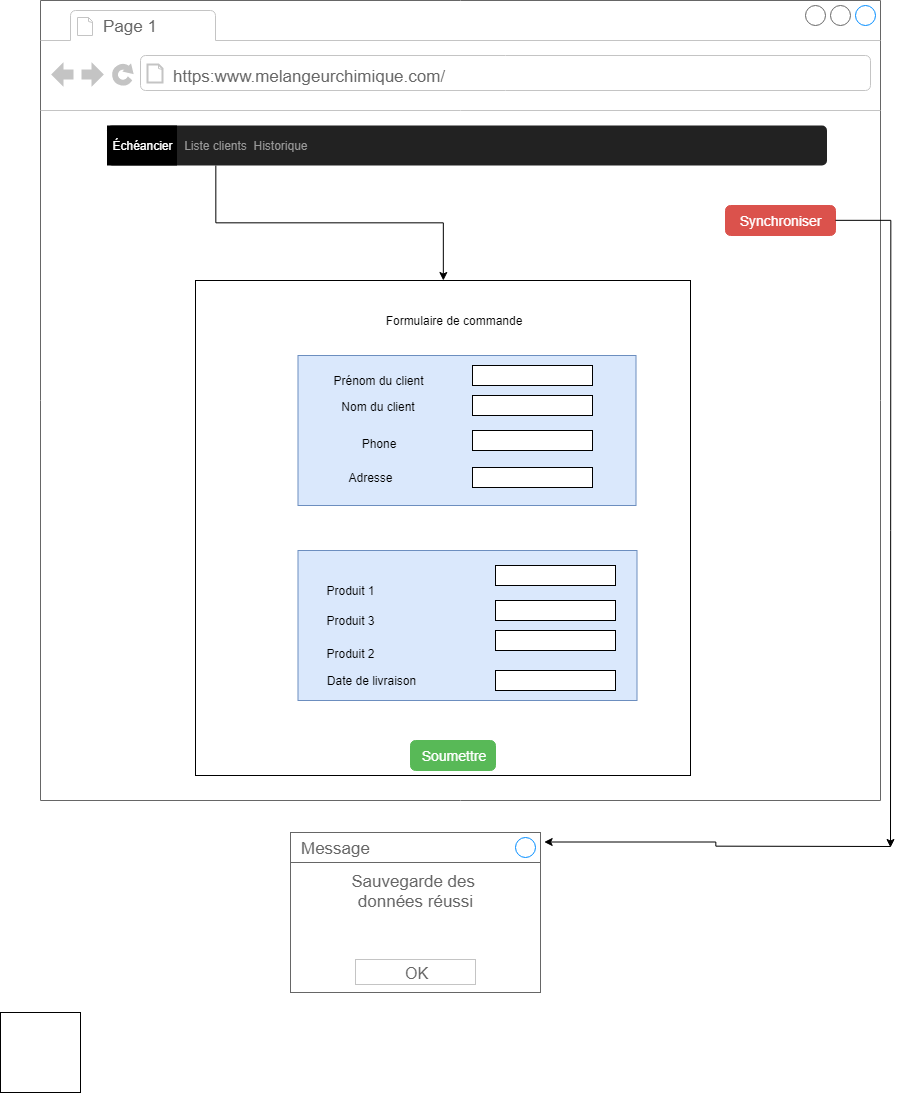 Page 1
https:www.melangeurchimique.com/
Échéancier Liste clients Historique
Synchroniser
Formulaire de commande
Prénom du client
Nom du client
Phone
Adresse
Produit 1
Produit 3
Produit 2
Date de livraison
Soumettre
Message
Sauvegarde des
données réussi
OK